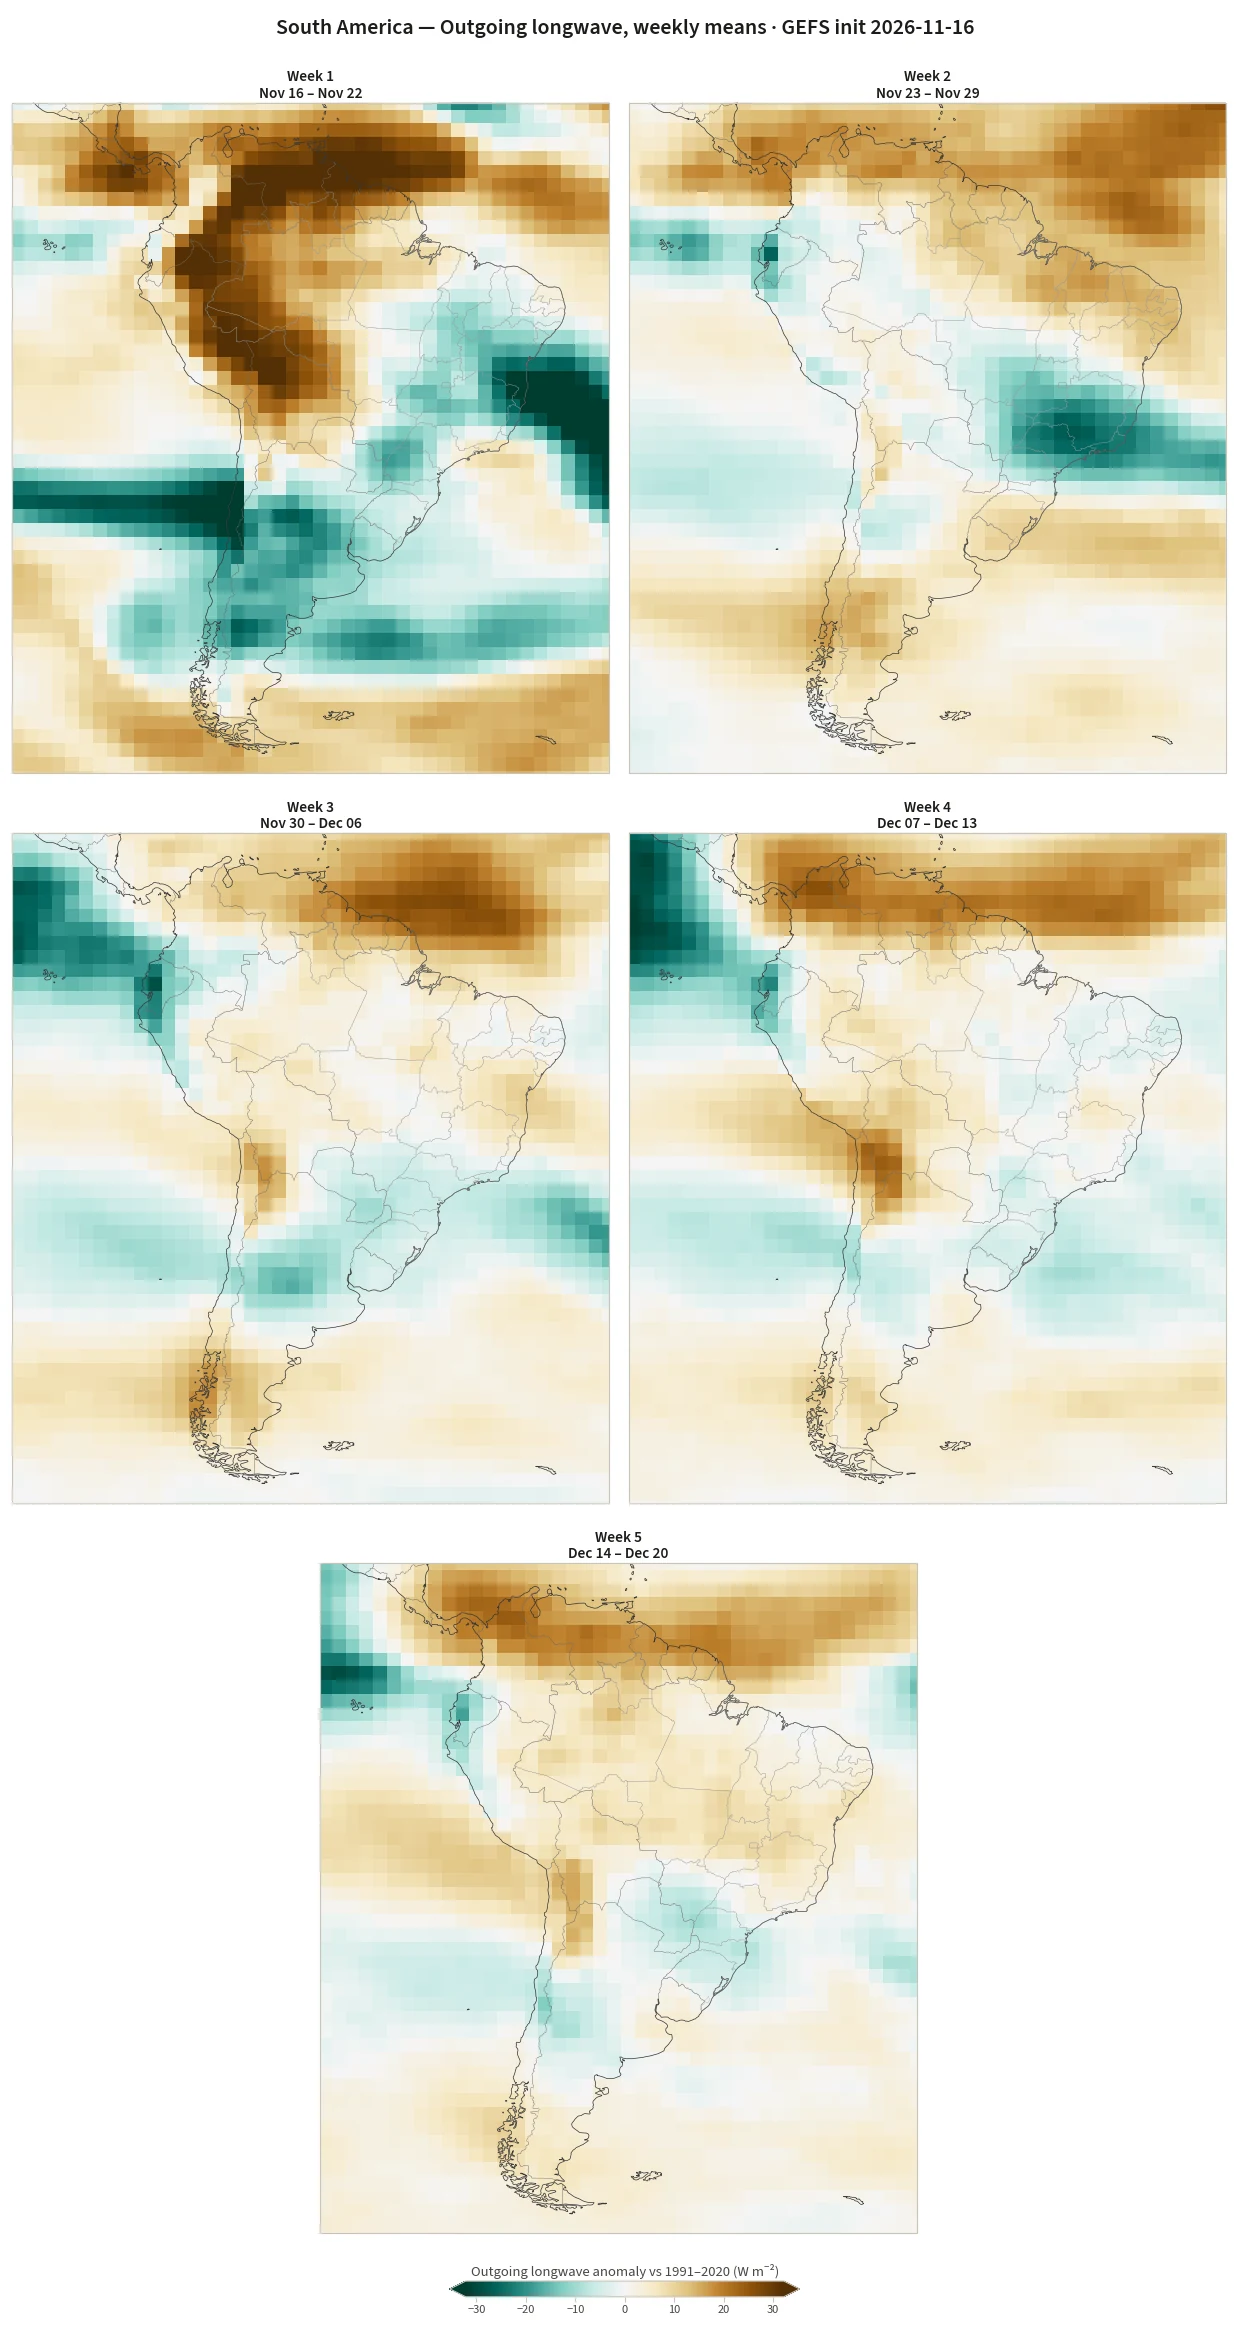 South America — Outgoing longwave, weekly means · GEFS init 2026-11-16
Week 1
Nov 16 – Nov 22
Week 2
Nov 23 – Nov 29
Week 3
Nov 30 – Dec 06
Week 4
Dec 07 – Dec 13
Week 5
Dec 14 – Dec 20
Outgoing longwave anomaly vs 1991–2020 (W m⁻²)
−30 −20 −10 0 10 20 30